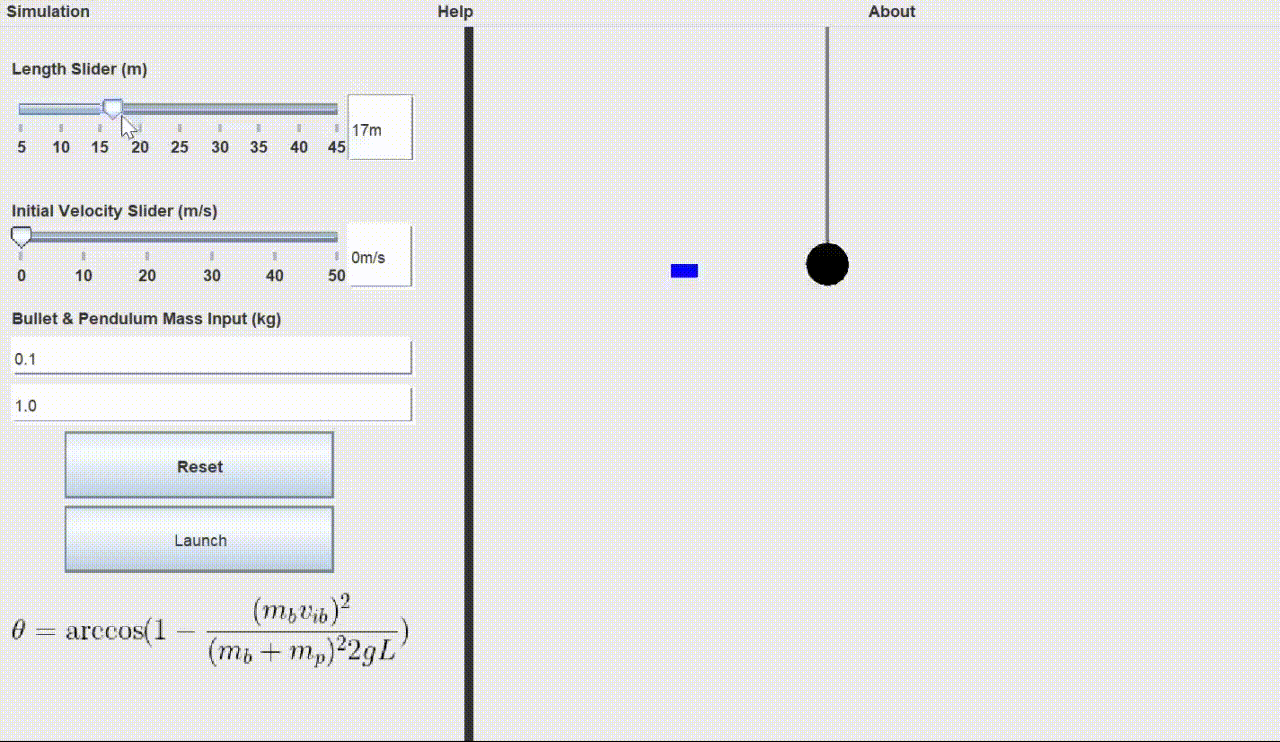 Simulation Help About
Length Slider (m)
17m
5 10 15 20 25 30 35 40 45
Initial Velocity Slider (m/s)
0m/s
0 10 20 30 40 50
Bullet & Pendulum Mass Input (kg)
0.1
1.0
Reset
Launch
θ = arccos(1 − (m_b v_{ib})^2 / (m_b + m_p)^2 2gL)